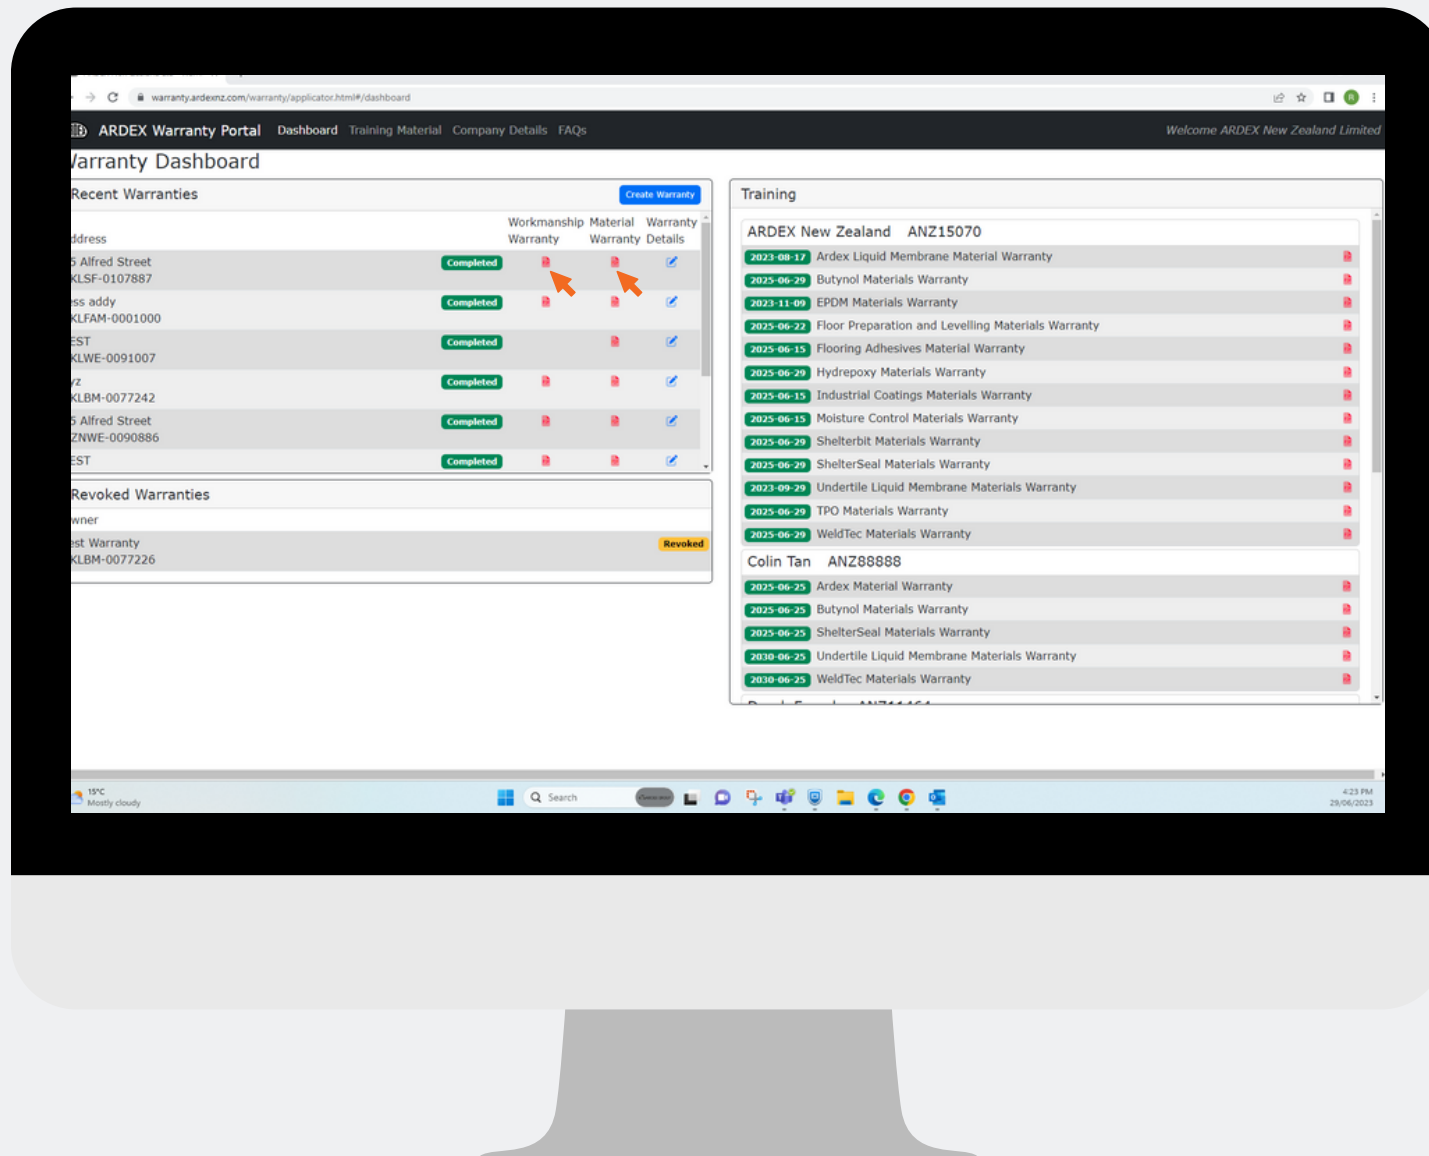 warranty.ardexnz.com/warranty/applicator.html#/dashboard
R
ARDEX Warranty Portal Dashboard Training Material Company Details FAQs Welcome ARDEX New Zealand Limited
arranty Dashboard
Recent Warranties Create Warranty
ddress Workmanship Warranty Material Warranty Warranty Details
5 Alfred Street Completed
KLSF-0107887
ess addy Completed
KLFAM-0001000
EST Completed
KLWE-0091007
yz Completed
KLBM-0077242
5 Alfred Street Completed
ZNWE-0090886
EST Completed
Revoked Warranties
wner
est Warranty Revoked
KLBM-0077226
Training
ARDEX New Zealand ANZ15070
2023-08-17 Ardex Liquid Membrane Material Warranty
2025-06-29 Butynol Materials Warranty
2023-11-09 EPDM Materials Warranty
2025-06-22 Floor Preparation and Levelling Materials Warranty
2025-06-15 Flooring Adhesives Material Warranty
2025-06-29 Hydrepoxy Materials Warranty
2025-06-15 Industrial Coatings Materials Warranty
2025-06-15 Moisture Control Materials Warranty
2025-06-29 Shelterbit Materials Warranty
2025-06-29 ShelterSeal Materials Warranty
2023-09-29 Undertile Liquid Membrane Materials Warranty
2025-06-29 TPO Materials Warranty
2025-06-29 WeldTec Materials Warranty
Colin Tan ANZ88888
2025-06-25 Ardex Material Warranty
2025-06-25 Butynol Materials Warranty
2025-06-25 ShelterSeal Materials Warranty
2030-06-25 Undertile Liquid Membrane Materials Warranty
2030-06-25 WeldTec Materials Warranty
15°C
Mostly cloudy
Search
4:23 PM
29/06/2023